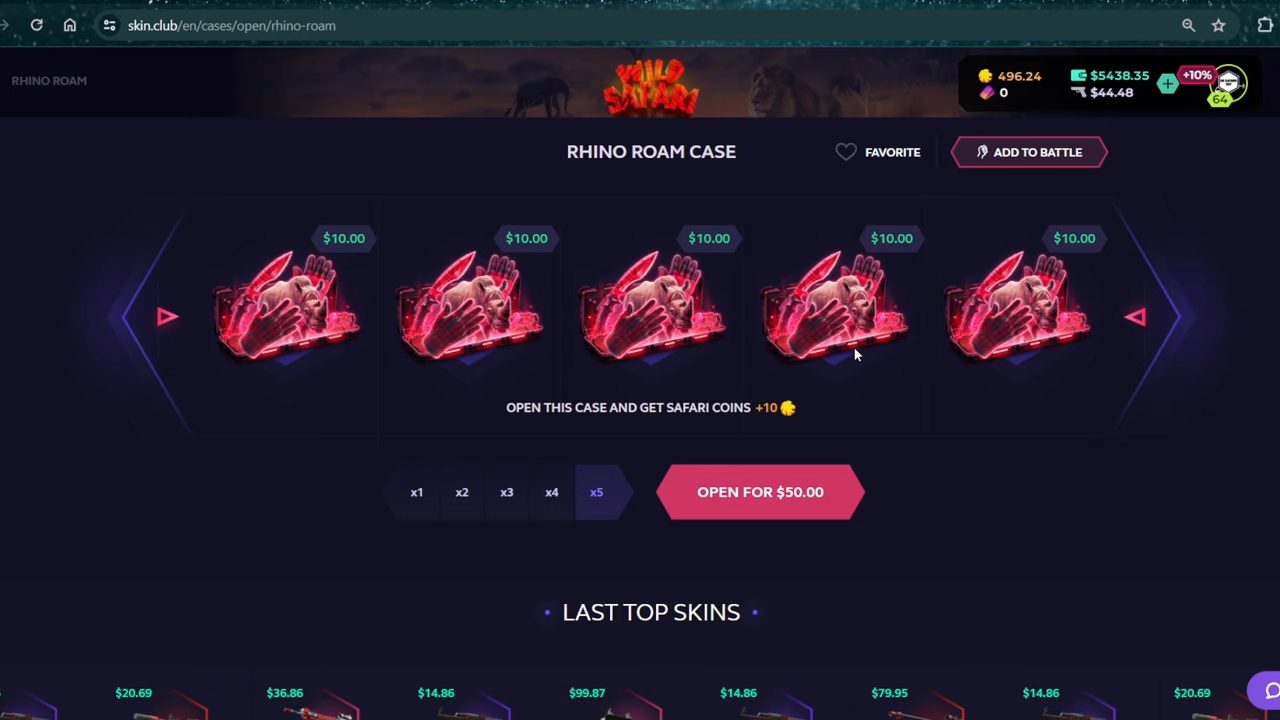 skin.club/en/cases/open/rhino-roam
RHINO ROAM
WILD
SAFARI
496.24
$5438.35
+10%
0
$44.48
64
RHINO ROAM CASE
FAVORITE
ADD TO BATTLE
$10.00
$10.00
$10.00
$10.00
$10.00
OPEN THIS CASE AND GET SAFARI COINS +10
x1
x2
x3
x4
x5
OPEN FOR $50.00
LAST TOP SKINS
$20.69
$36.86
$14.86
$99.87
$14.86
$79.95
$14.86
$20.69